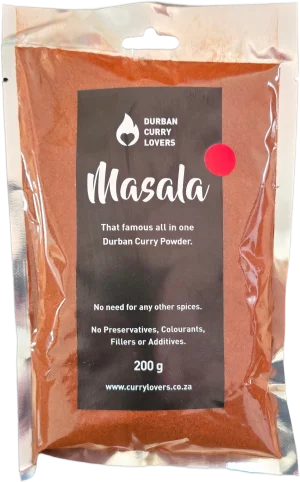 DURBAN
CURRY
LOVERS
Masala
That famous all in one
Durban Curry Powder.
No need for any other spices.
No Preservatives, Colourants,
Fillers or Additives.
200 g
www.currylovers.co.za